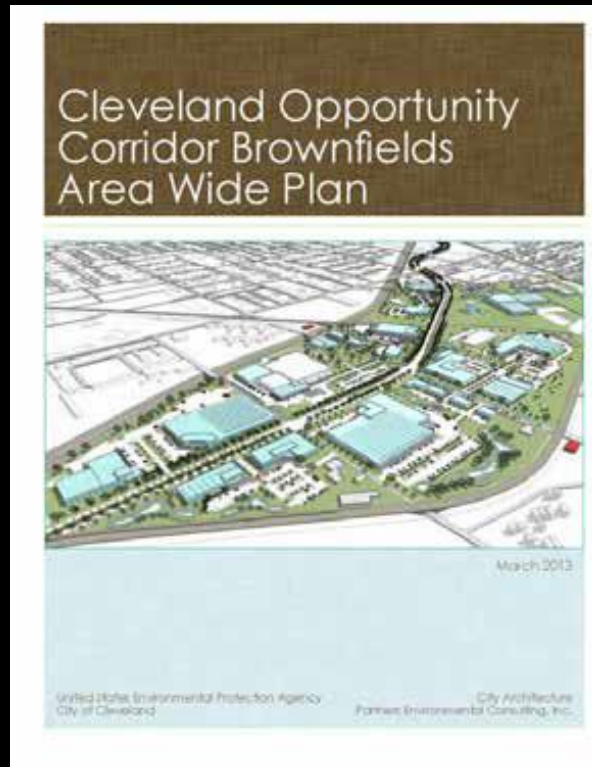 Cleveland Opportunity
Corridor Brownfields
Area Wide Plan
March 2013
United States Environmental Protection Agency
City of Cleveland
City Architecture
Partners Environmental Consulting, Inc.